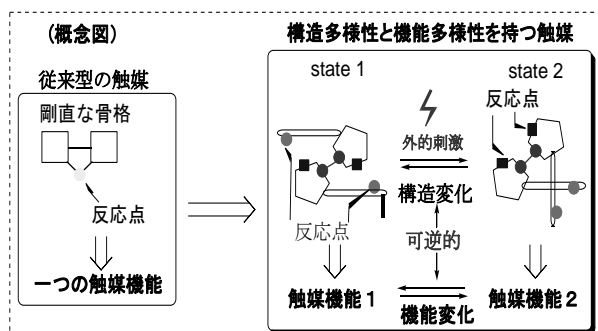 (概念図)
従来型の触媒
剛直な骨格
反応点
一つの触媒機能
構造多様性と機能多様性を持つ触媒
state 1
state 2
反応点
外的刺激
構造変化
反応点
可逆的
触媒機能 1
機能変化
触媒機能 2